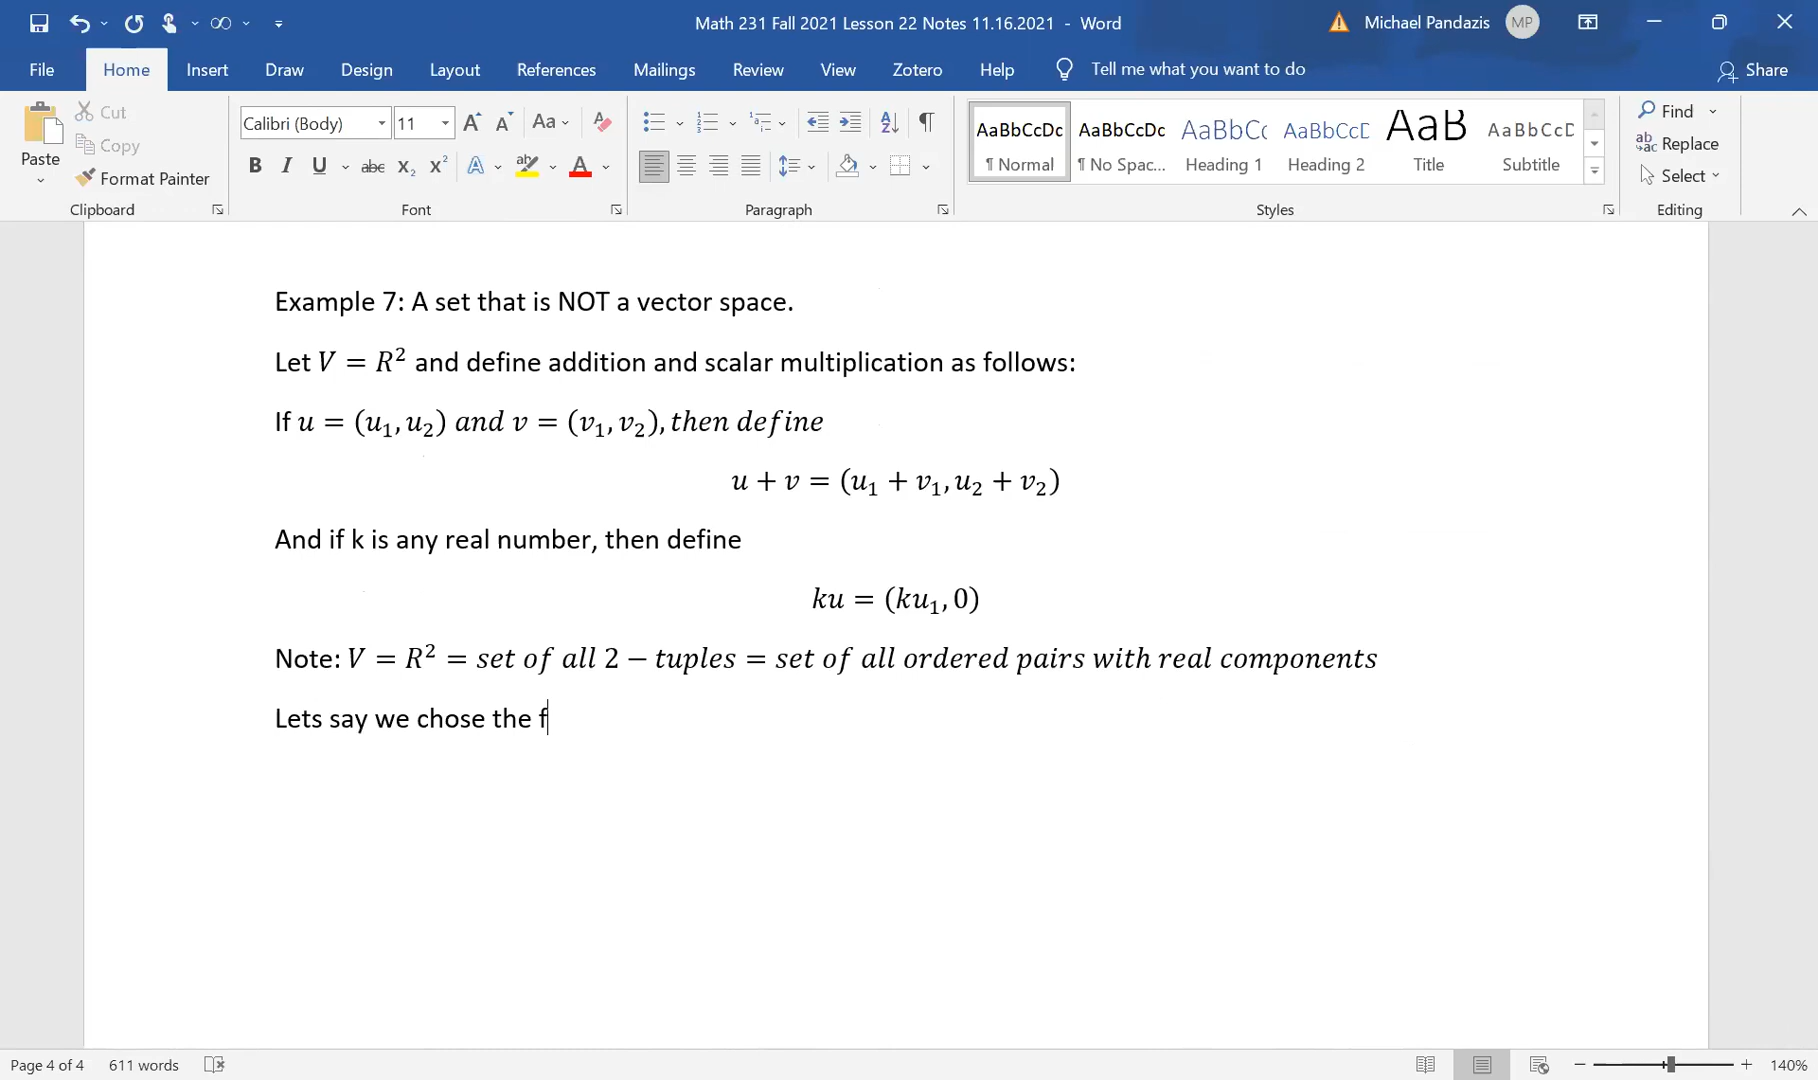 Math 231 Fall 2021 Lesson 22 Notes 11.16.2021 - Word
Michael Pandazis MP
File Home Insert Draw Design Layout References Mailings Review View Zotero Help Tell me what you want to do Share
Paste
Cut
Copy
Format Painter
Clipboard
Calibri (Body) 11
Font
Paragraph
AaBbCcDc AaBbCcDc AaBbCc AaBbCcD AaB AaBbCcD
¶ Normal ¶ No Spac... Heading 1 Heading 2 Title Subtitle
Styles
Find
Replace
Select
Editing
Example 7: A set that is NOT a vector space.
Let V = R² and define addition and scalar multiplication as follows:
If u = (u₁, u₂) and v = (v₁, v₂), then define
u + v = (u₁ + v₁, u₂ + v₂)
And if k is any real number, then define
ku = (ku₁, 0)
Note: V = R² = set of all 2 − tuples = set of all ordered pairs with real components
Lets say we chose the f
Page 4 of 4 611 words 140%